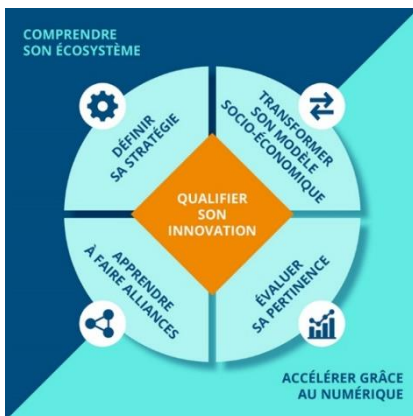 COMPRENDRE
SON ÉCOSYSTÈME
DÉFINIR
SA STRATÉGIE
TRANSFORMER
SON MODÈLE
SOCIO-ÉCONOMIQUE
QUALIFIER
SON
INNOVATION
APPRENDRE
À FAIRE ALLIANCES
ÉVALUER
SA PERTINENCE
ACCÉLÉRER GRÂCE
AU NUMÉRIQUE